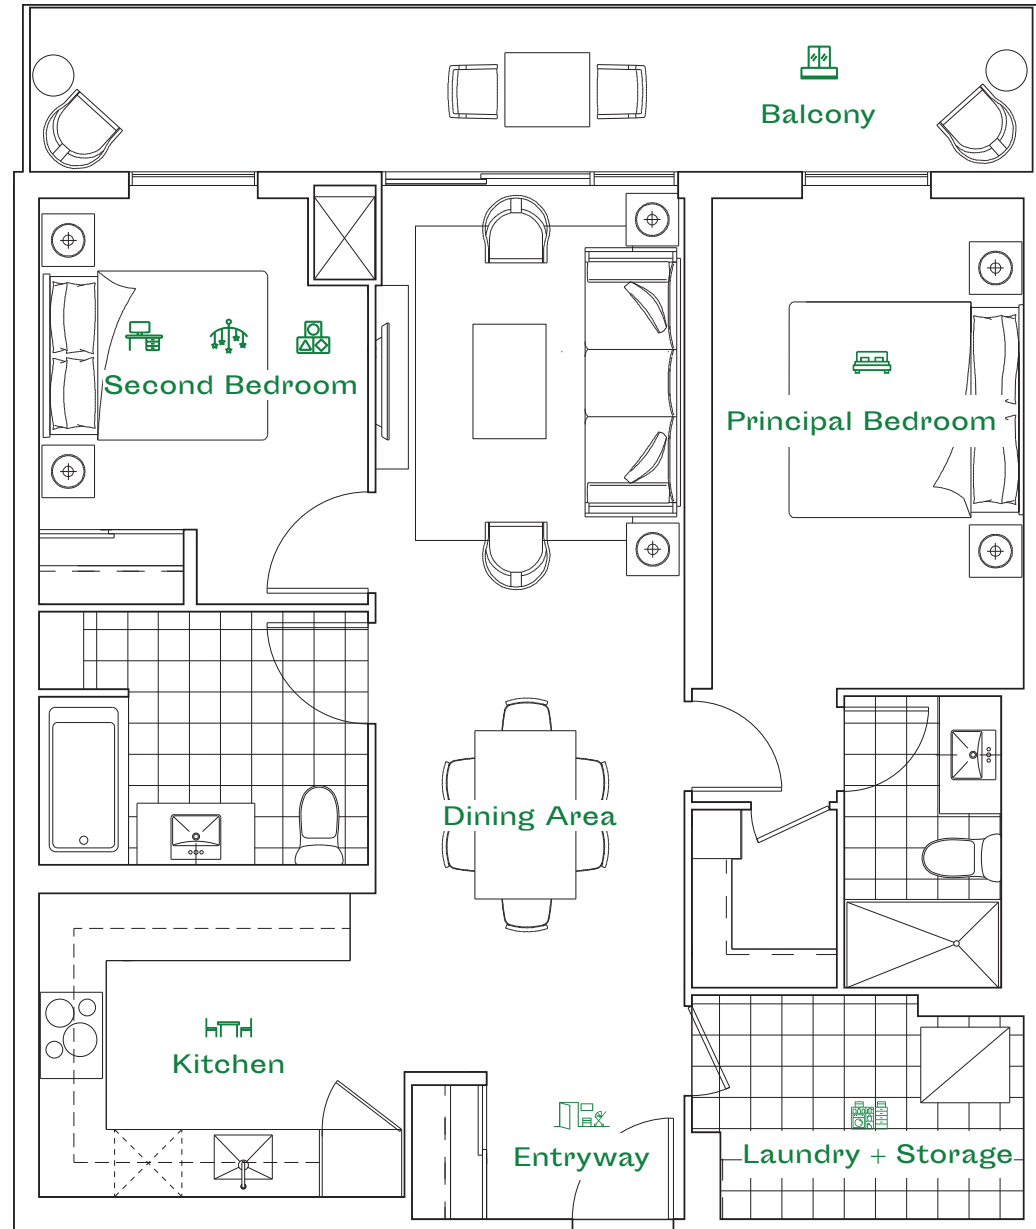 Balcony
Second Bedroom
Principal Bedroom
Dining Area
Kitchen
Entryway
Laundry + Storage